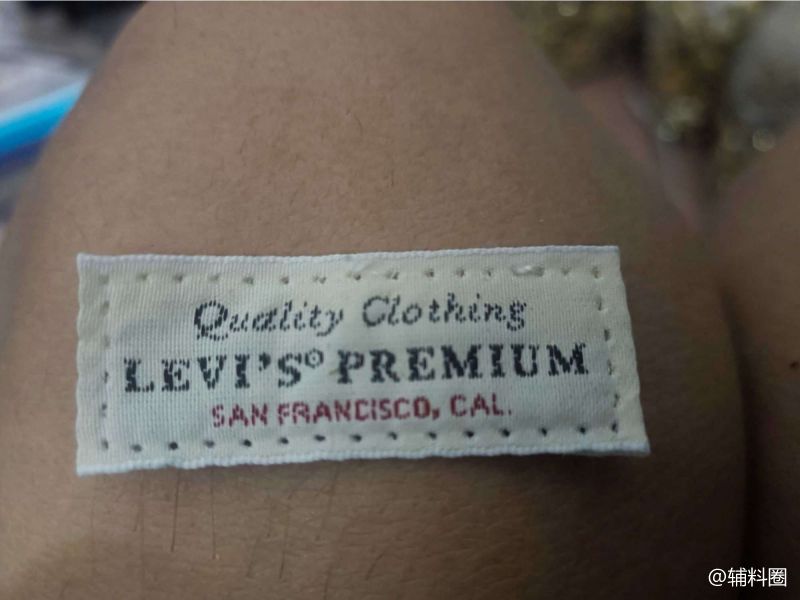 Quality Clothing
LEVI'S® PREMIUM
SAN FRANCISCO, CAL.
@辅料圈